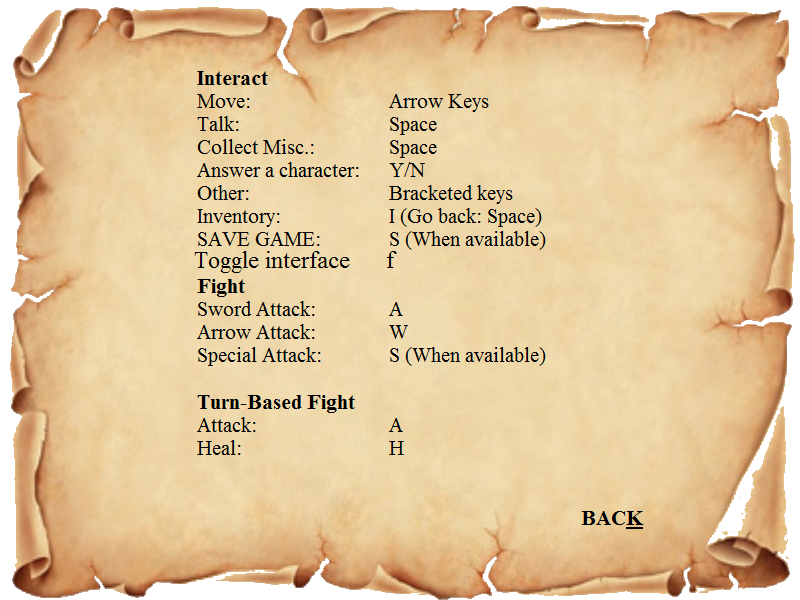 Interact
Move: Arrow Keys
Talk: Space
Collect Misc.: Space
Answer a character: Y/N
Other: Bracketed keys
Inventory: I (Go back: Space)
SAVE GAME: S (When available)
Toggle interface f
Fight
Sword Attack: A
Arrow Attack: W
Special Attack: S (When available)
Turn-Based Fight
Attack: A
Heal: H
BACK